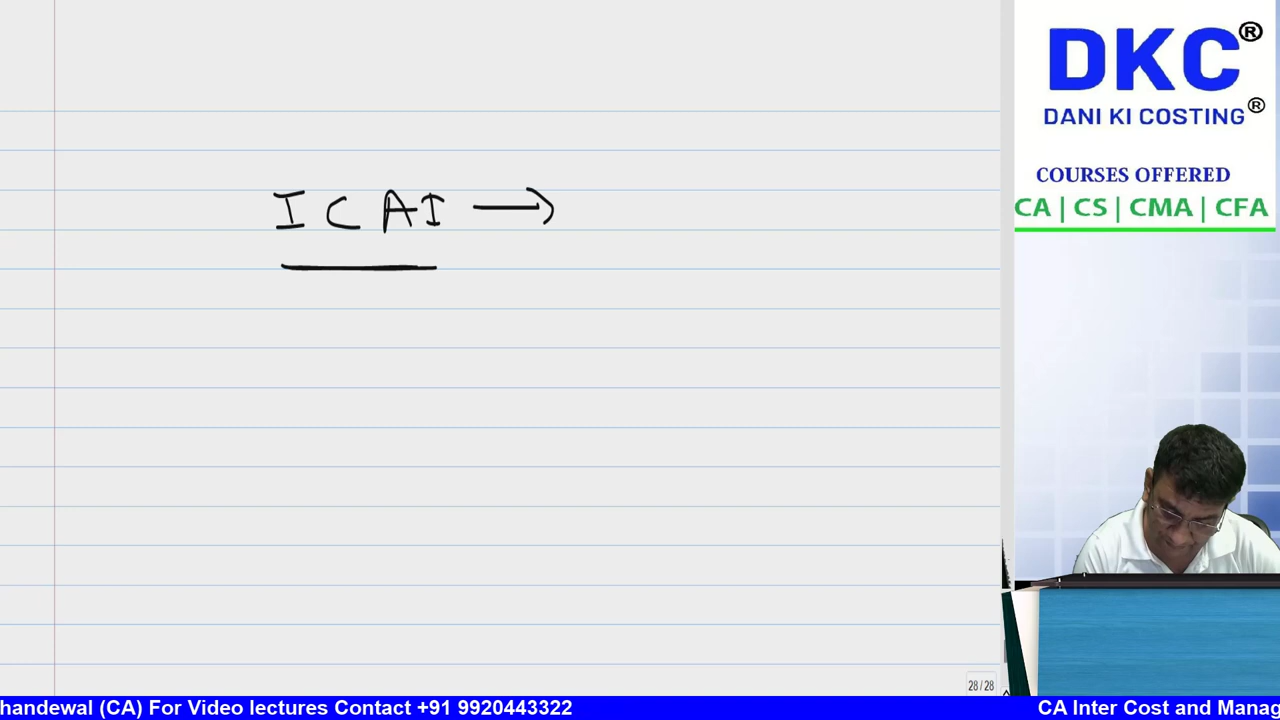 ICAI →
DKC®
DANI KI COSTING®
COURSES OFFERED
CA | CS | CMA | CFA
28/28
handewal (CA) For Video lectures Contact +91 9920443322
CA Inter Cost and Manag